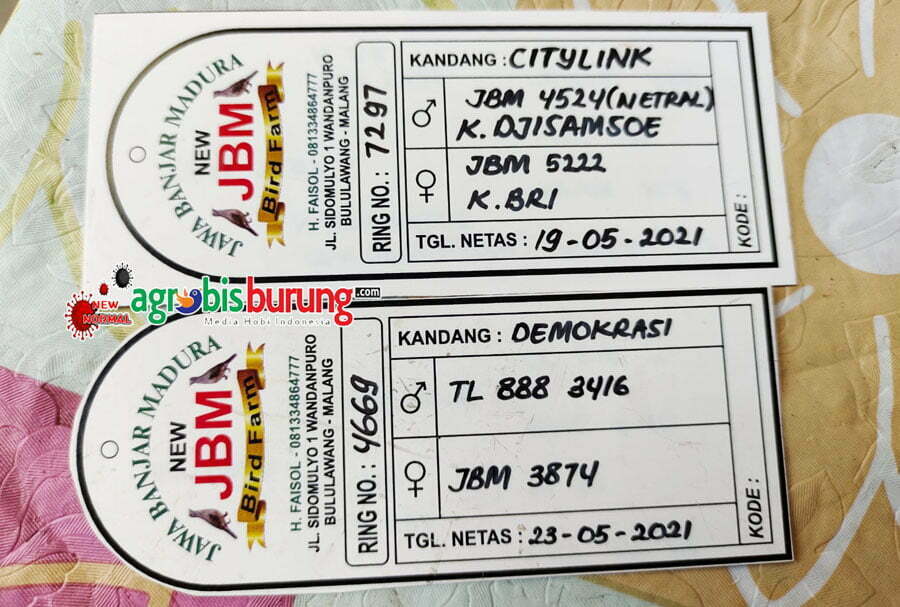 JAWA BANJAR MADURA
NEW
JBM
Bird Farm
H. FAISOL - 081334864777
JL. SIDOMULYO 1 WANDANPURO
BULULAWANG - MALANG
RING NO. : 7297
KANDANG : CITYLINK
♂ JBM 4524 (NETRAL)
K. DJISAMSOE
♀ JBM 5222
K. BRI
TGL. NETAS : 19-05-2021
KODE :
NEW NORMAL
agrobisburung.com
Media Hobi Indonesia
JAWA BANJAR MADURA
NEW
JBM
Bird Farm
H. FAISOL - 081334864777
JL. SIDOMULYO 1 WANDANPURO
BULULAWANG - MALANG
RING NO. : 4669
KANDANG : DEMOKRASI
♂ TL 888 3416
♀ JBM 3874
TGL. NETAS : 23-05-2021
KODE :